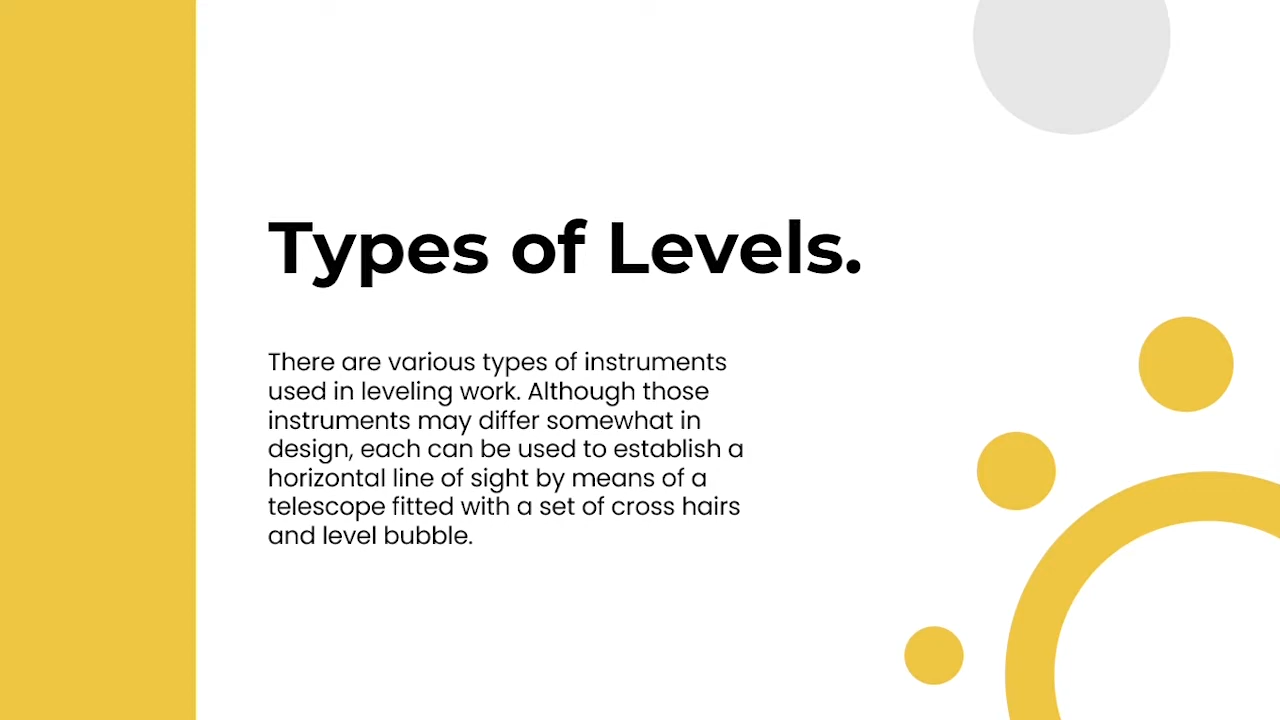 Types of Levels.
There are various types of instruments
used in leveling work. Although those
instruments may differ somewhat in
design, each can be used to establish a
horizontal line of sight by means of a
telescope fitted with a set of cross hairs
and level bubble.